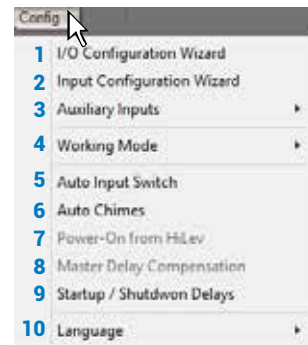 Config
1 I/O Configuration Wizard
2 Input Configuration Wizard
3 Auxiliary Inputs
4 Working Mode
5 Auto Input Switch
6 Auto Chimes
7 Power-On from HiLev
8 Master Delay Compensation
9 Startup / Shutdwon Delays
10 Language